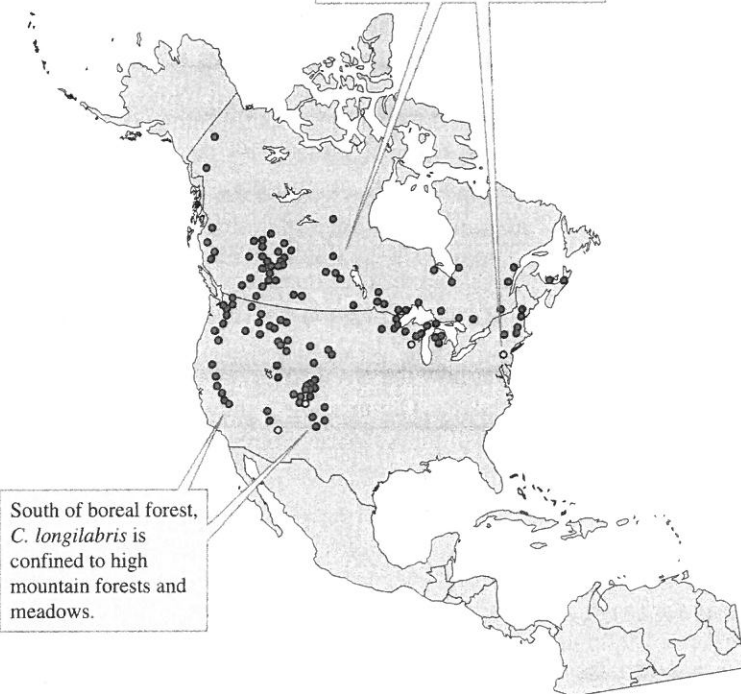 South of boreal forest,
C. longilabris is
confined to high
mountain forests and
meadows.